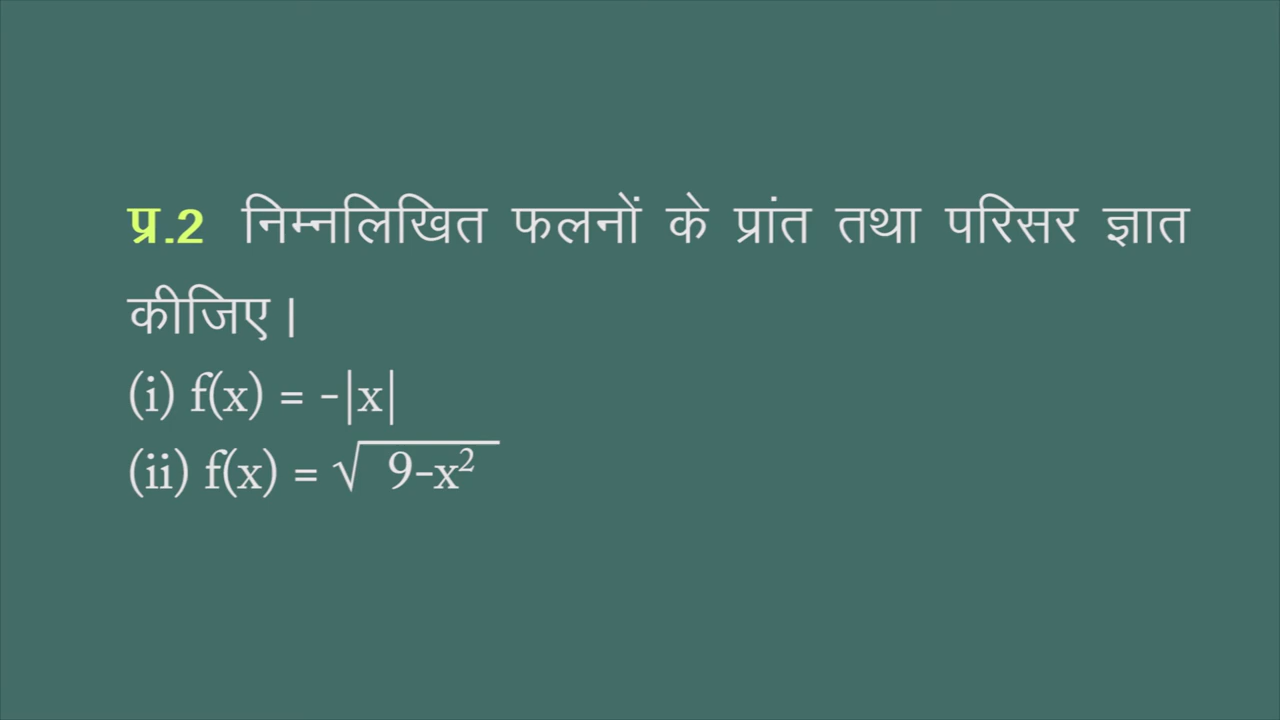 प्र.2 निम्नलिखित फलनों के प्रांत तथा परिसर ज्ञात
कीजिए।
(i) f(x) = -|x|
(ii) f(x) = √ 9-x²